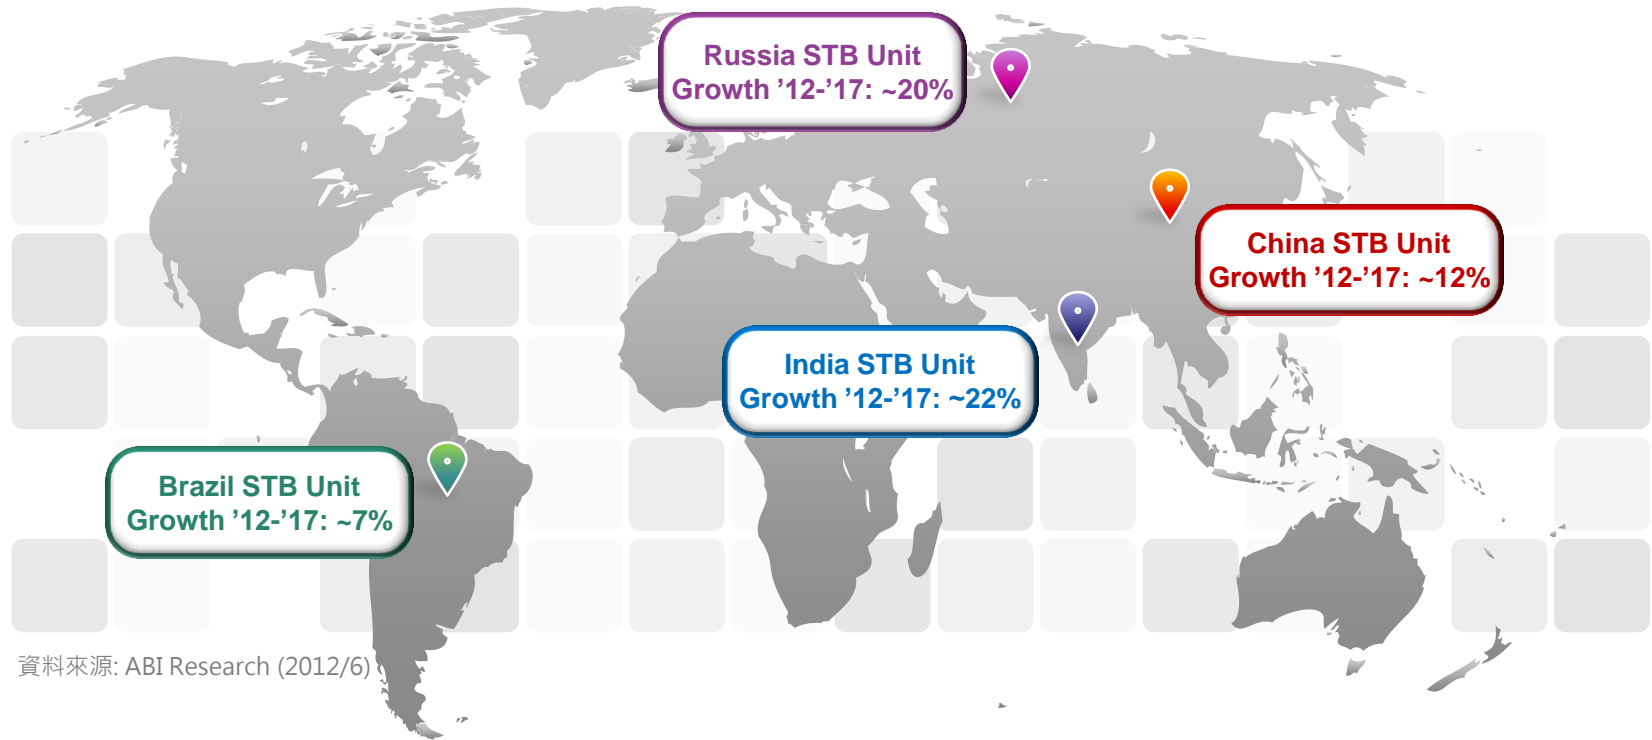 Russia STB Unit
Growth ’12-’17: ~20%
China STB Unit
Growth ’12-’17: ~12%
India STB Unit
Growth ’12-’17: ~22%
Brazil STB Unit
Growth ’12-’17: ~7%
資料來源: ABI Research (2012/6)